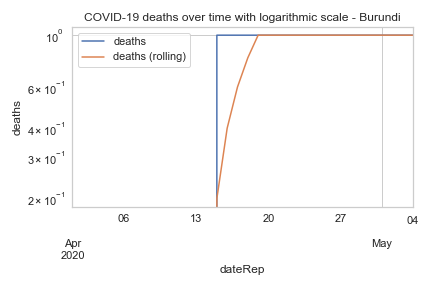 COVID-19 deaths over time with logarithmic scale - Burundi
deaths
deaths (rolling)
10⁰
6 × 10⁻¹
4 × 10⁻¹
3 × 10⁻¹
2 × 10⁻¹
deaths
06
13
20
27
04
Apr
2020
May
dateRep